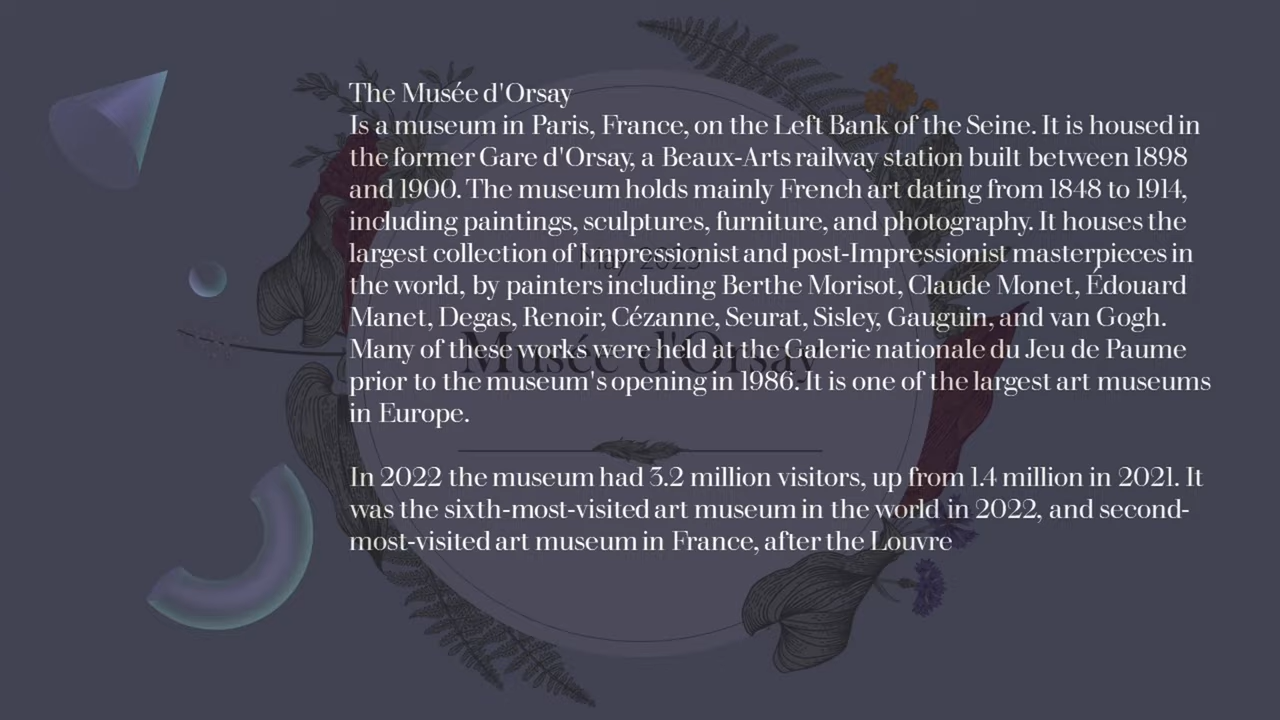 The Musée d'Orsay
Is a museum in Paris, France, on the Left Bank of the Seine. It is housed in
the former Gare d'Orsay, a Beaux-Arts railway station built between 1898
and 1900. The museum holds mainly French art dating from 1848 to 1914,
including paintings, sculptures, furniture, and photography. It houses the
largest collection of Impressionist and post-Impressionist masterpieces in
the world, by painters including Berthe Morisot, Claude Monet, Édouard
Manet, Degas, Renoir, Cézanne, Seurat, Sisley, Gauguin, and van Gogh.
Many of these works were held at the Galerie nationale du Jeu de Paume
prior to the museum's opening in 1986. It is one of the largest art museums
in Europe.
In 2022 the museum had 3.2 million visitors, up from 1.4 million in 2021. It
was the sixth-most-visited art museum in the world in 2022, and second-
most-visited art museum in France, after the Louvre
May 2023
Musée d'Orsay